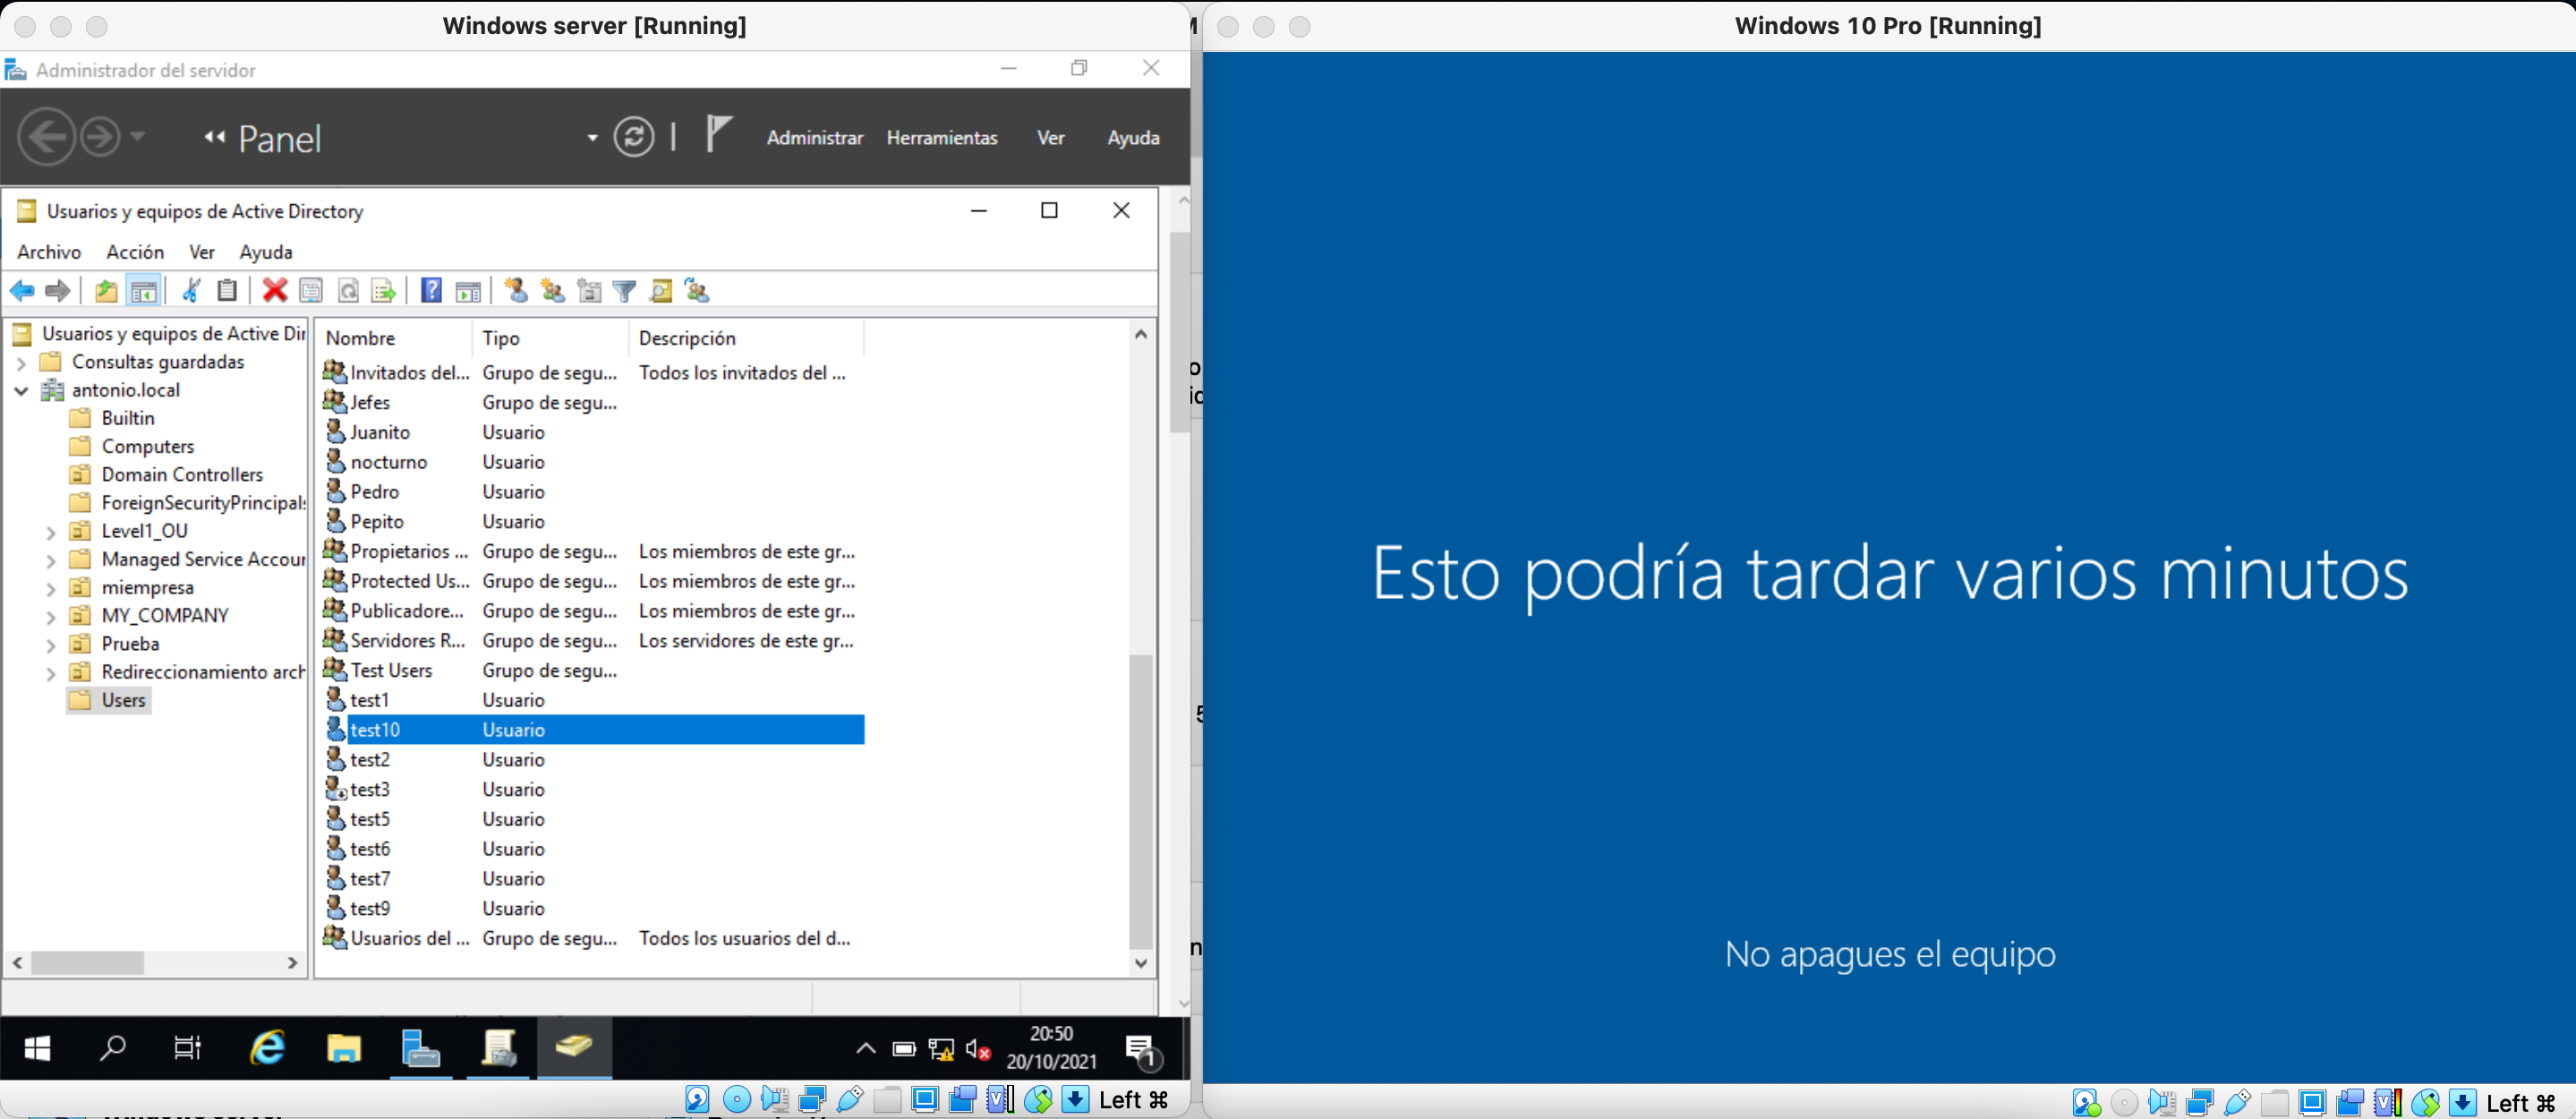 Windows server [Running]
Administrador del servidor
Panel
Administrar Herramientas Ver Ayuda
Usuarios y equipos de Active Directory
Archivo Acción Ver Ayuda
Usuarios y equipos de Active Dir
Consultas guardadas
antonio.local
Builtin
Computers
Domain Controllers
ForeignSecurityPrincipal
Level1_OU
Managed Service Accour
miempresa
MY_COMPANY
Prueba
Redireccionamiento arch
Users
Nombre Tipo Descripción
Invitados del... Grupo de segu... Todos los invitados del ...
Jefes Grupo de segu...
Juanito Usuario
nocturno Usuario
Pedro Usuario
Pepito Usuario
Propietarios ... Grupo de segu... Los miembros de este gr...
Protected Us... Grupo de segu... Los miembros de este gr...
Publicadore... Grupo de segu... Los miembros de este gr...
Servidores R... Grupo de segu... Los servidores de este gr...
Test Users Grupo de segu...
test1 Usuario
test10 Usuario
test2 Usuario
test3 Usuario
test5 Usuario
test6 Usuario
test7 Usuario
test9 Usuario
Usuarios del ... Grupo de segu... Todos los usuarios del d...
20:50
20/10/2021
1
Left ⌘
Windows 10 Pro [Running]
Esto podría tardar varios minutos
No apagues el equipo
Left ⌘